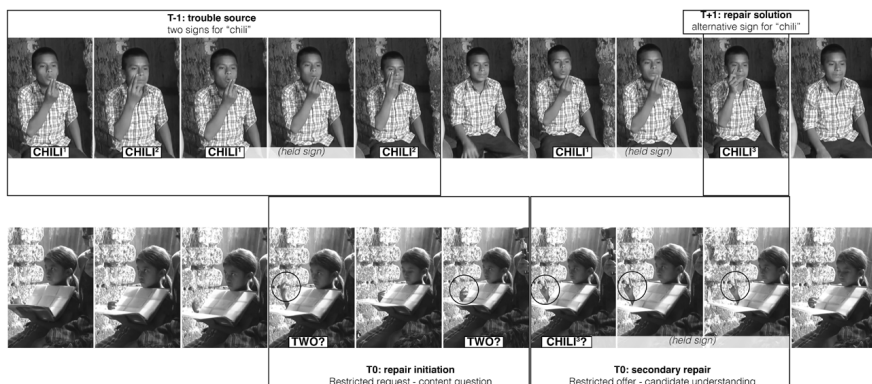 T-1: trouble source
two signs for "chili"
T+1: repair solution
alternative sign for "chili"
CHILI¹
CHILI²
CHILI¹
(held sign)
CHILI²
CHILI¹
(held sign)
CHILI³
TWO?
TWO?
CHILI³?
(held sign)
T0: repair initiation
Restricted request - content question
T0: secondary repair
Restricted offer - candidate understanding